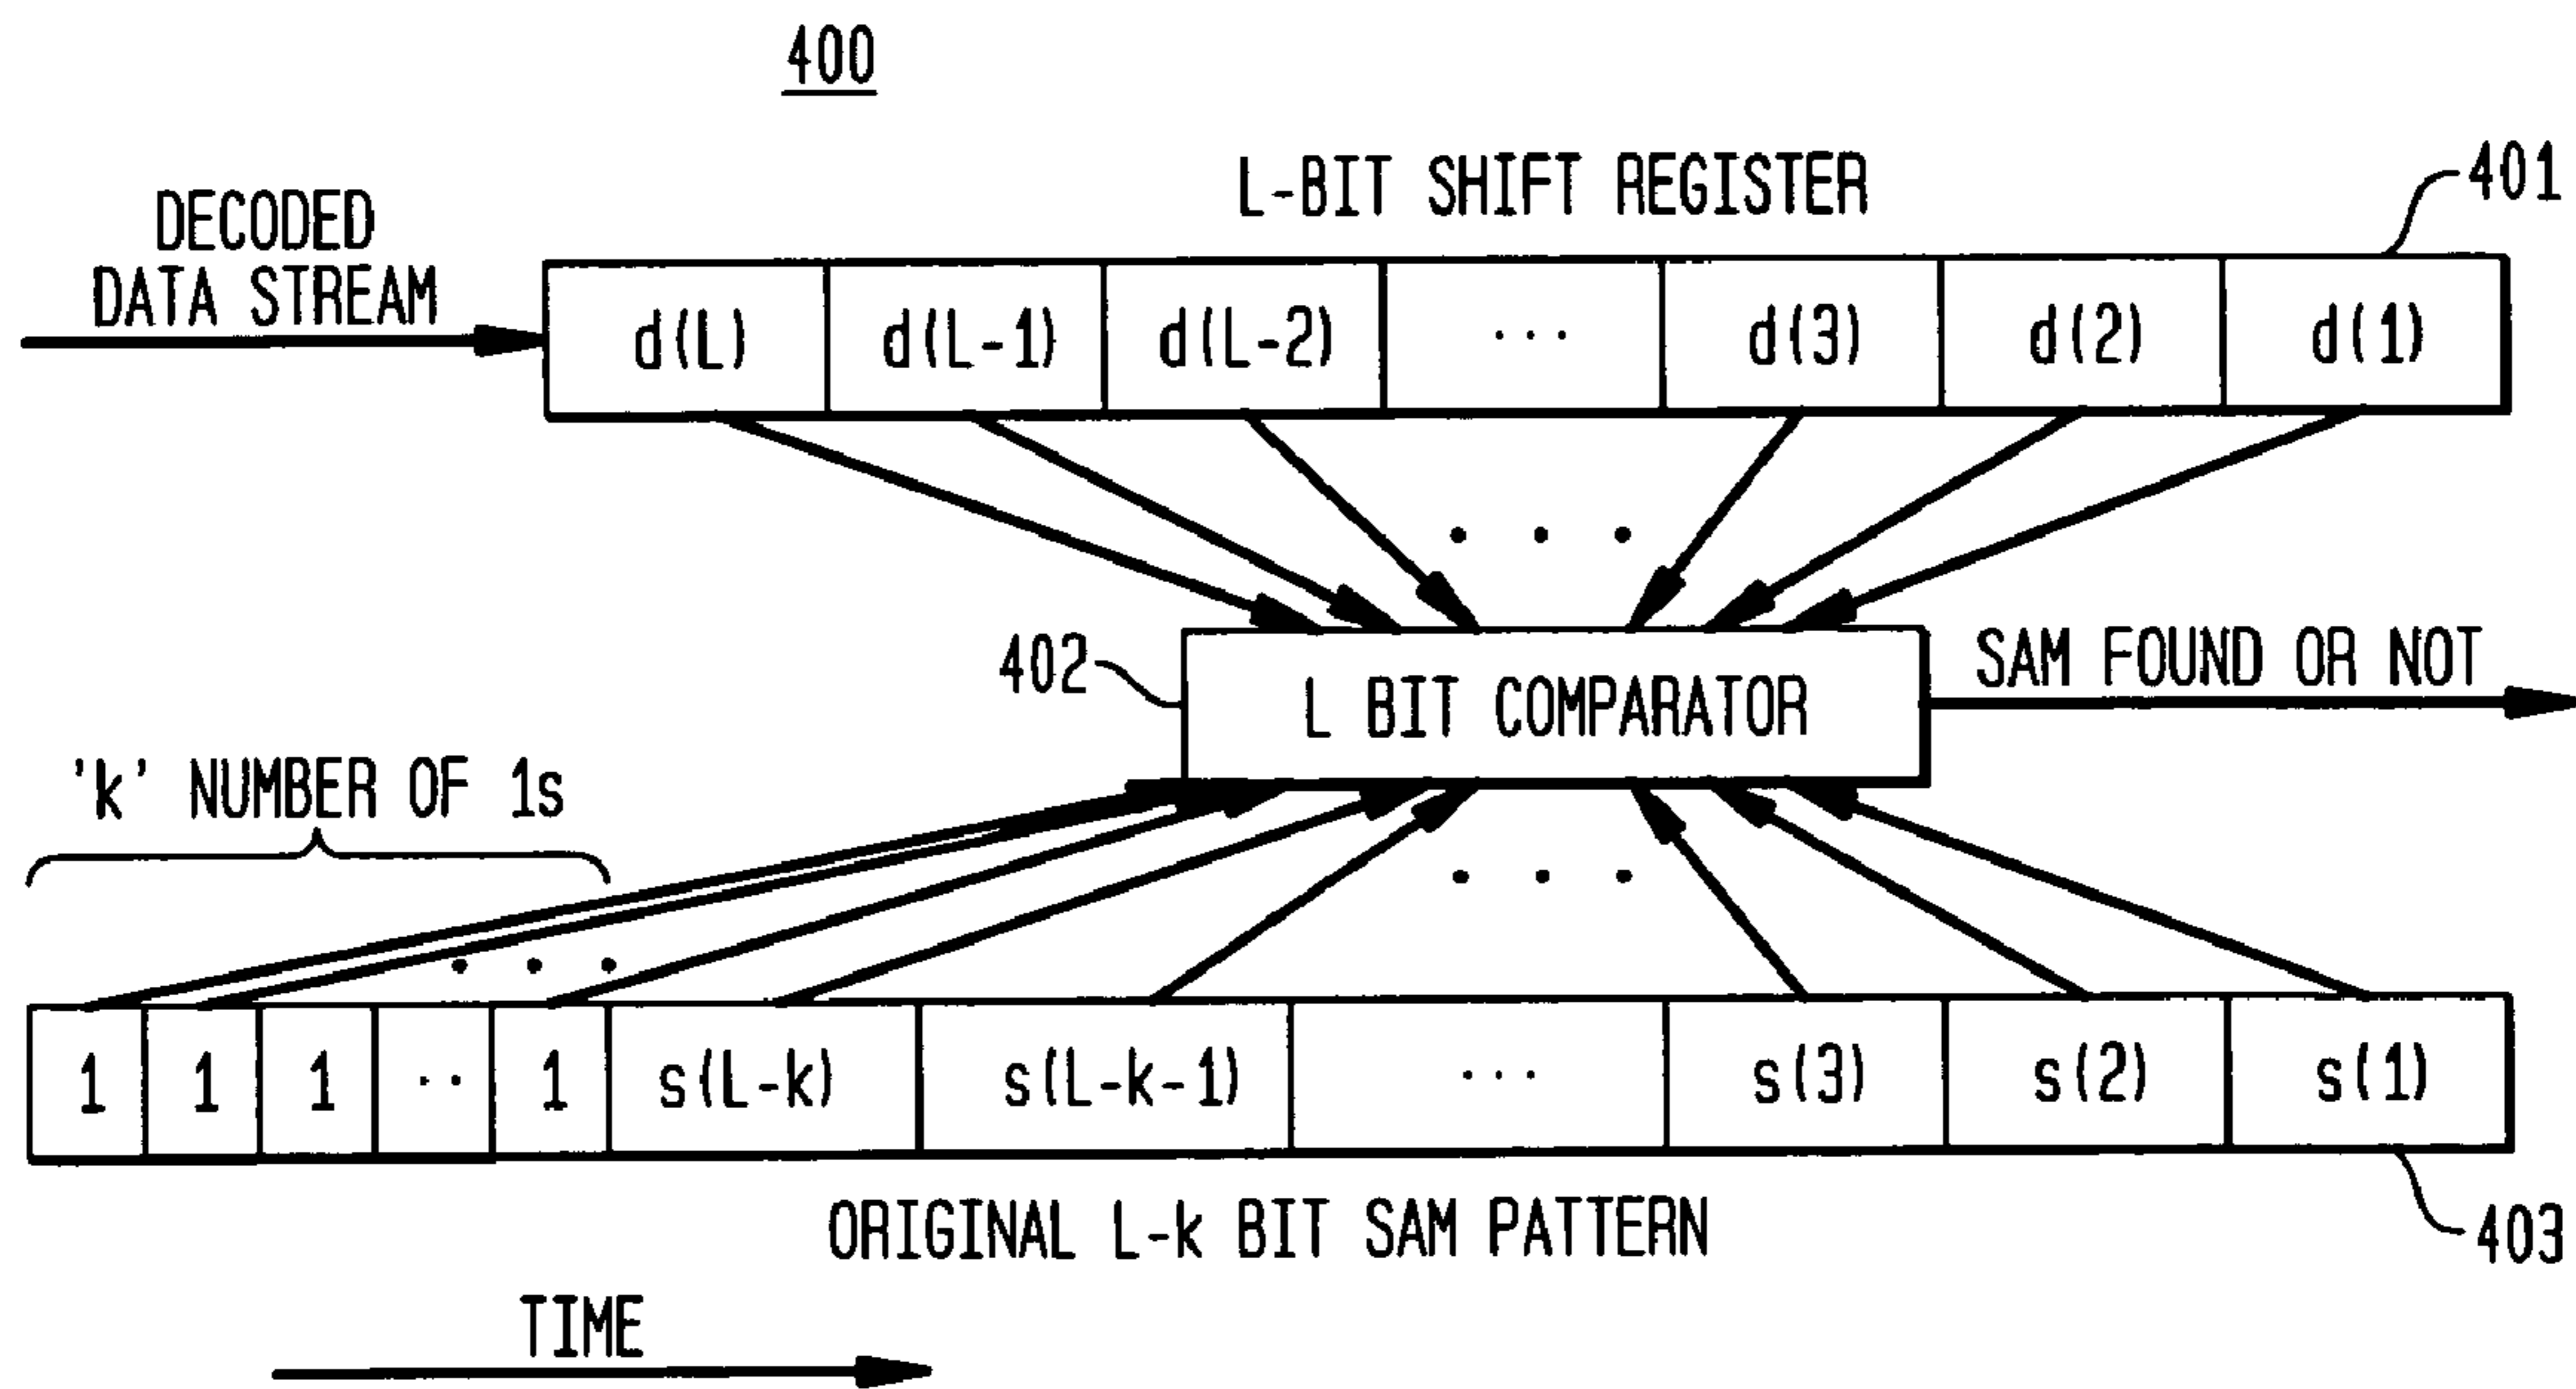 400
L-BIT SHIFT REGISTER
401
DECODED
DATA STREAM
d(L) d(L-1) d(L-2) ... d(3) d(2) d(1)
. . .
402
L BIT COMPARATOR
SAM FOUND OR NOT
'k' NUMBER OF 1s
. . .
. . .
1 1 1 .. 1 s(L-k) s(L-k-1) ... s(3) s(2) s(1)
ORIGINAL L-k BIT SAM PATTERN
403
TIME